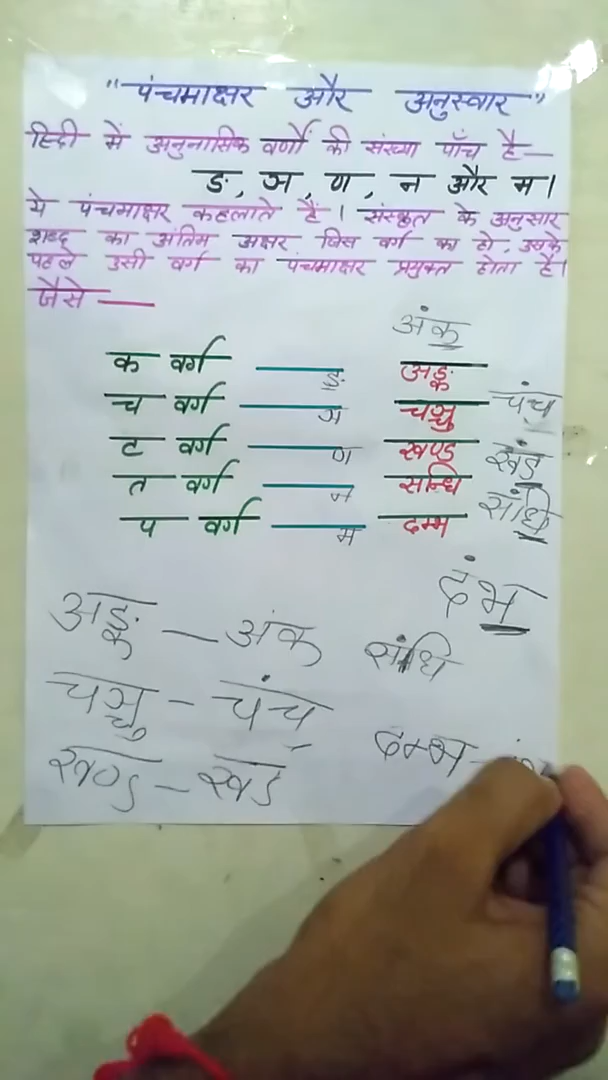 "पंचमाक्षर और अनुस्वार"
हिंदी में अनुनासिक वर्णों की संख्या पाँच है—
ङ, ञ, ण, न और म।
ये पंचमाक्षर कहलाते हैं। संस्कृत के अनुसार
शब्द का अंतिम अक्षर जिस वर्ग का हो, उसके
पहले उसी वर्ग का पंचमाक्षर प्रयुक्त होता है।
जैसे —
अंक
क वर्ग — ङ अङ्क
च वर्ग — ञ चञ्चु चंचु
ट वर्ग — ण खण्ड खंड
त वर्ग — न सन्धि संधि
प वर्ग — म दम्भ
दंभ
अङ्क — अंक संधि
चञ्चु — चंचु
खण्ड — खंड दम्भ —